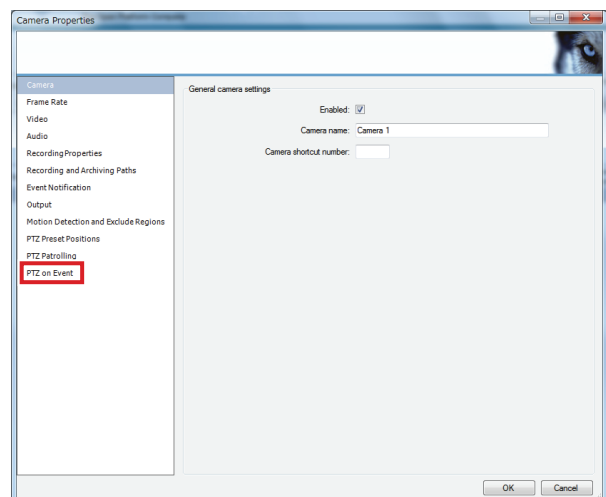 Camera Properties
Camera
Frame Rate
Video
Audio
Recording Properties
Recording and Archiving Paths
Event Notification
Output
Motion Detection and Exclude Regions
PTZ Preset Positions
PTZ Patrolling
PTZ on Event
General camera settings
Enabled:
Camera name: Camera 1
Camera shortcut number:
OK Cancel